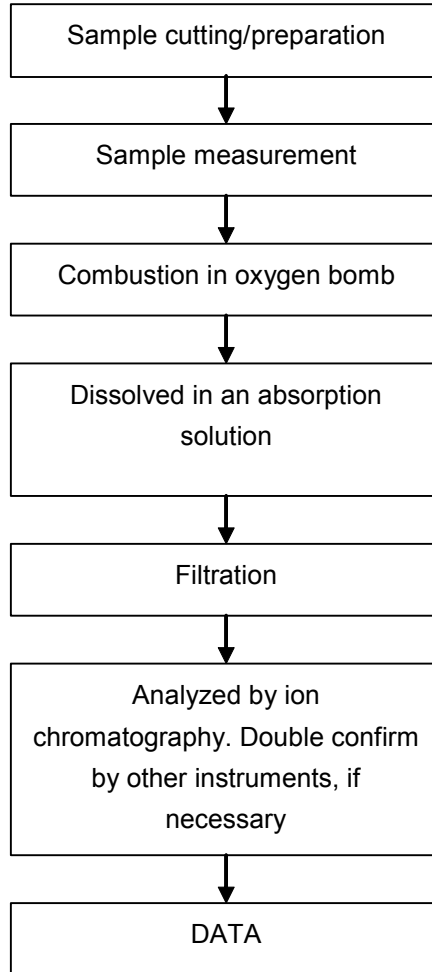 Sample cutting/preparation
Sample measurement
Combustion in oxygen bomb
Dissolved in an absorption
solution
Filtration
Analyzed by ion
chromatography. Double confirm
by other instruments, if
necessary
DATA